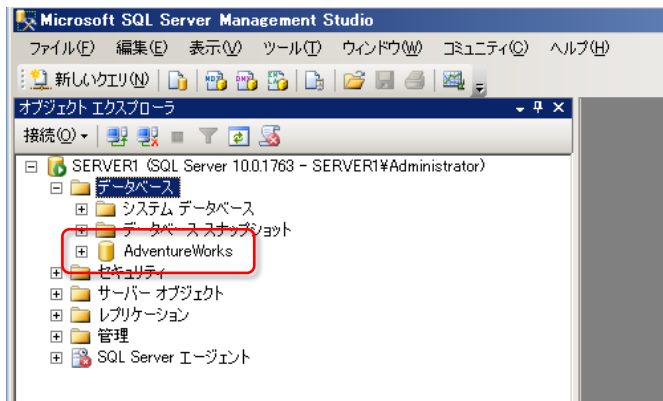 Microsoft SQL Server Management Studio
ファイル(F) 編集(E) 表示(V) ツール(T) ウィンドウ(W) コミュニティ(C) ヘルプ(H)
新しいクエリ(N)
オブジェクト エクスプローラ
接続(O)
SERVER1 (SQL Server 10.0.1763 - SERVER1¥Administrator)
データベース
システム データベース
データベース スナップショット
AdventureWorks
セキュリティ
サーバー オブジェクト
レプリケーション
管理
SQL Server エージェント